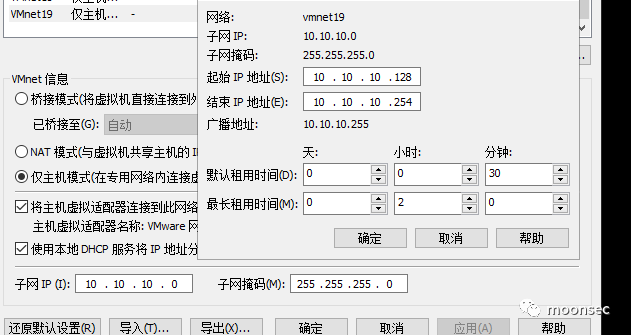 VMnet19 仅主机... -
VMnet 信息
桥接模式(将虚拟机直接连接到外
已桥接至(G): 自动
NAT 模式(与虚拟机共享主机的 I
仅主机模式(在专用网络内连接虚
将主机虚拟适配器连接到此网络
主机虚拟适配器名称: VMware 网
使用本地 DHCP 服务将 IP 地址分
子网 IP (I): 10 . 10 . 10 . 0 子网掩码(M): 255 . 255 . 255 . 0
还原默认设置(R) 导入(T)... 导出(X)... 确定 取消 应用(A) 帮助
网络: vmnet19
子网 IP: 10.10.10.0
子网掩码: 255.255.255.0
起始 IP 地址(S): 10 . 10 . 10 . 128
结束 IP 地址(E): 10 . 10 . 10 . 254
广播地址: 10.10.10.255
天: 小时: 分钟:
默认租用时间(D): 0 0 30
最长租用时间(M): 0 2 0
确定 取消 帮助
moonsec